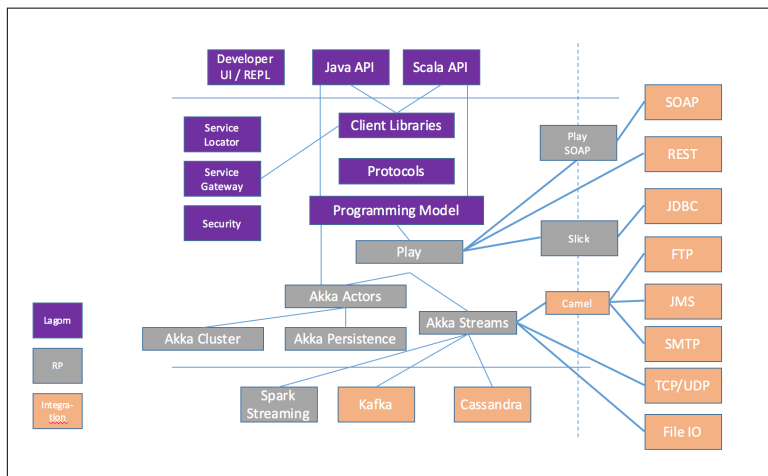 Developer
UI / REPL
Java API
Scala API
SOAP
Client Libraries
Service
Locator
Play
SOAP
REST
Protocols
Service
Gateway
Programming Model
JDBC
Security
Slick
Play
FTP
Akka Actors
Camel
JMS
Lagom
Akka Streams
Akka Cluster
Akka Persistence
SMTP
RP
TCP/UDP
Spark
Streaming
Kafka
Cassandra
Integra-
tion
File IO